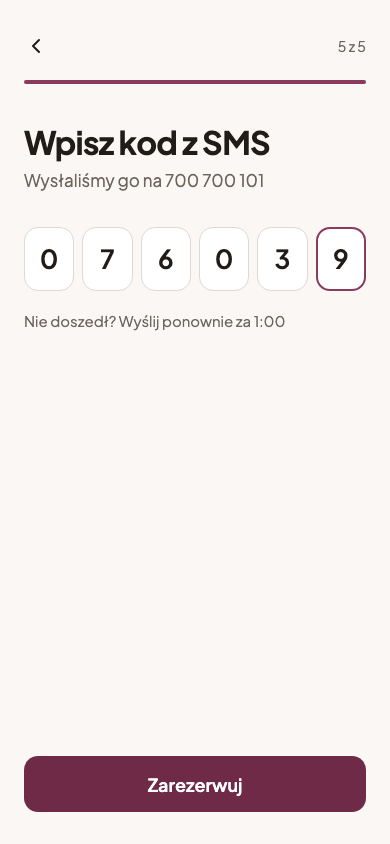 5 z 5
Wpisz kod z SMS
Wysłaliśmy go na 700 700 101
0 7 6 0 3 9
Nie doszedł? Wyślij ponownie za 1:00
Zarezerwuj